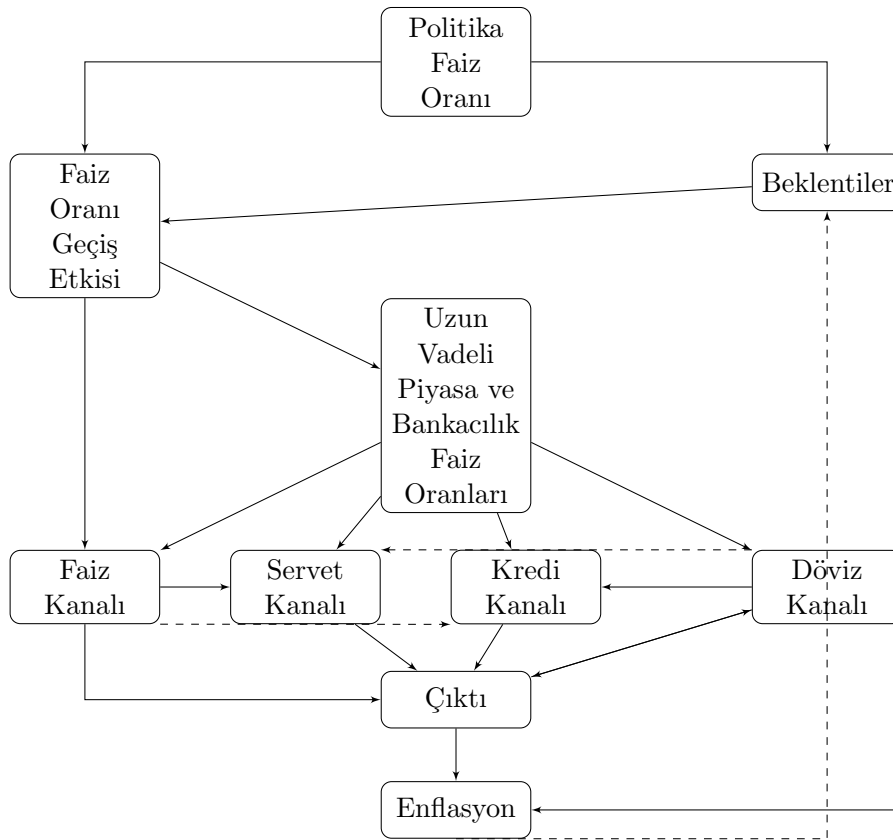 Politika
Faiz
Oranı
Faiz
Oranı
Geçiş
Etkisi
Beklentiler
Uzun
Vadeli
Piyasa ve
Bankacılık
Faiz
Oranları
Faiz
Kanalı
Servet
Kanalı
Kredi
Kanalı
Döviz
Kanalı
Çıktı
Enflasyon